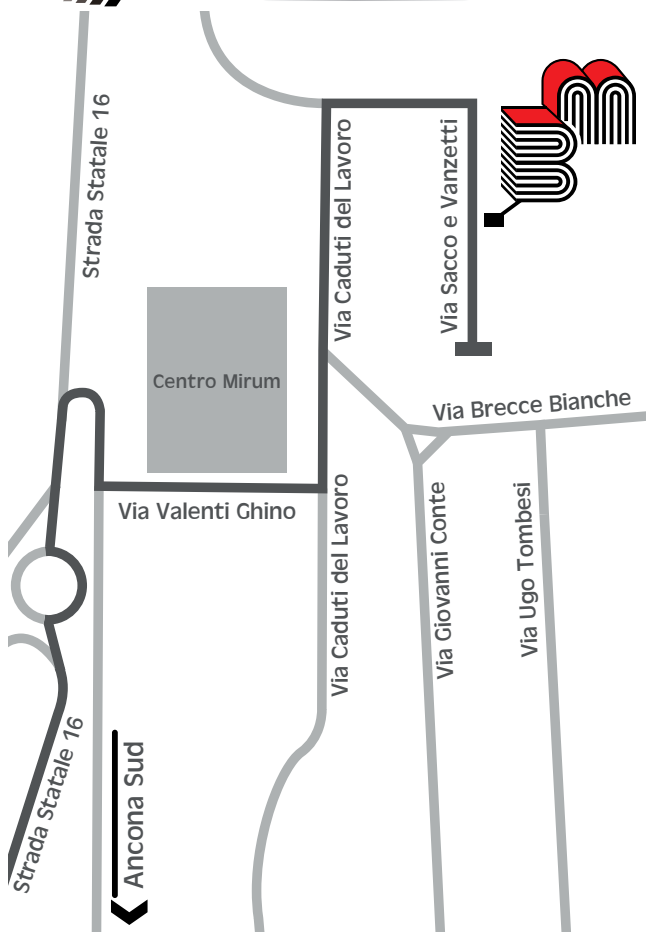 Strada Statale 16
Via Caduti del Lavoro
Via Sacco e Vanzetti
Centro Mirum
Via Brecce Bianche
Via Valenti Ghino
Via Caduti del Lavoro
Via Giovanni Conte
Via Ugo Tombesi
Strada Statale 16
Ancona Sud